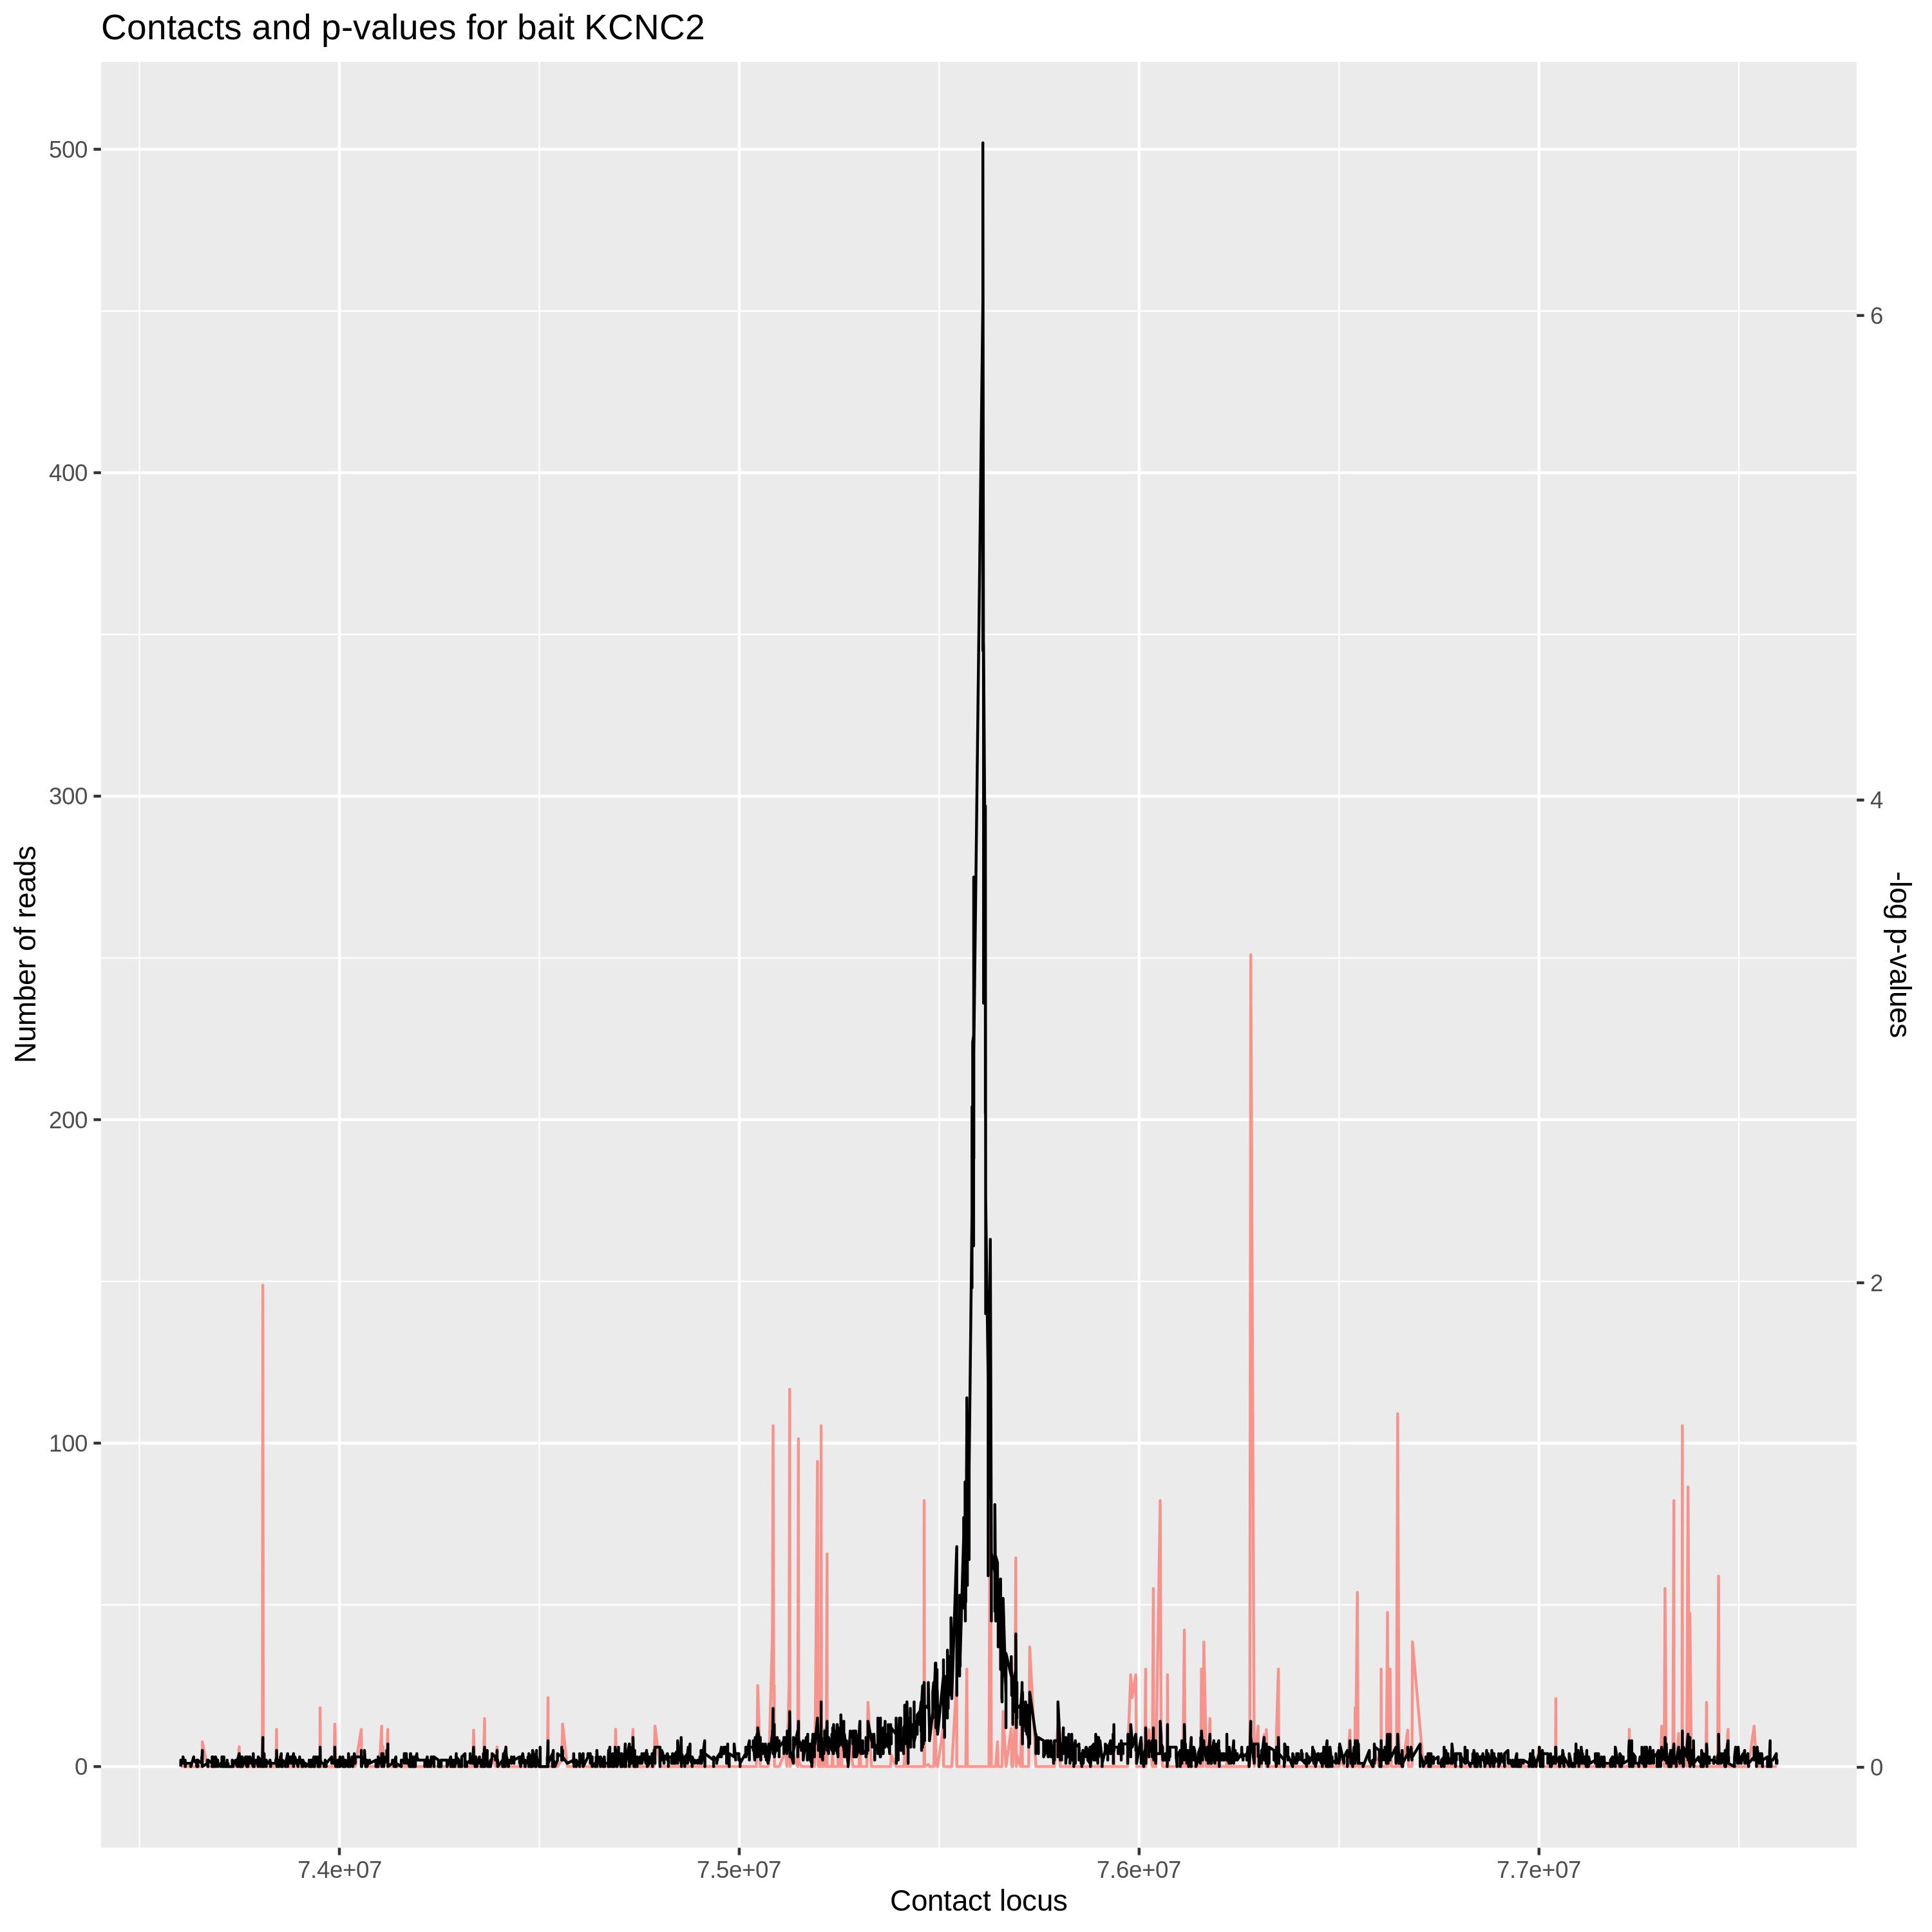 Contacts and p-values for bait KCNC2
500
400
300
200
100
0
Number of reads
6
4
2
0
-log p-values
7.4e+07
7.5e+07
7.6e+07
7.7e+07
Contact locus